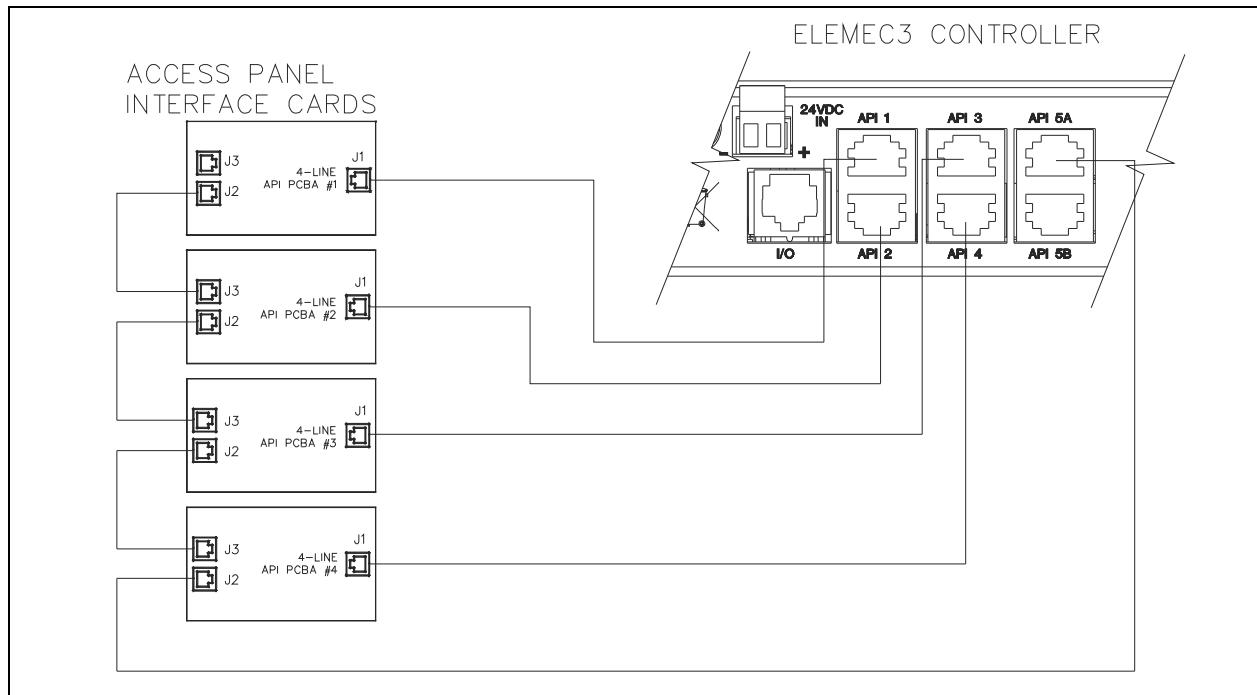 ELEMEC3 CONTROLLER
ACCESS PANEL
INTERFACE CARDS
24VDC
IN
API 1
API 3
API 5A
-
+
I/O
API 2
API 4
API 5B
J3
J2
4-LINE
API PCBA #1
J1
J3
J2
4-LINE
API PCBA #2
J1
J3
J2
4-LINE
API PCBA #3
J1
J3
J2
4-LINE
API PCBA #4
J1